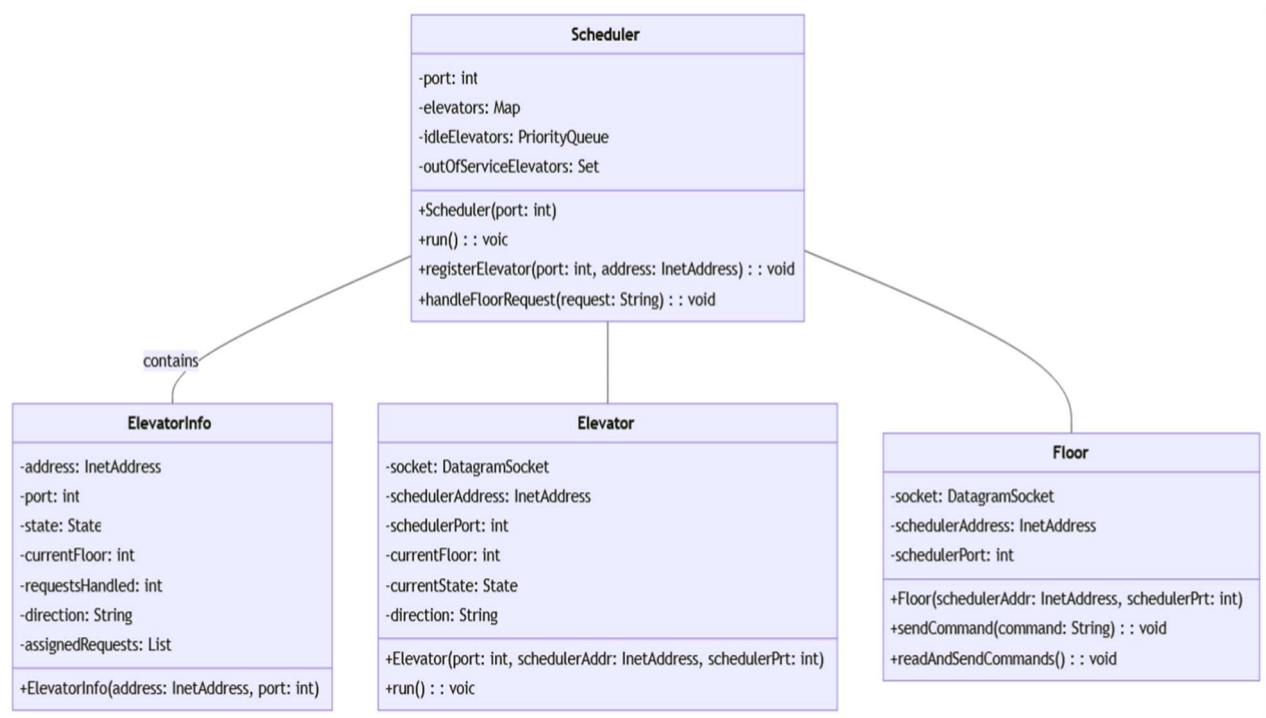 Scheduler
-port: int
-elevators: Map
-idleElevators: PriorityQueue
-outOfServiceElevators: Set
+Scheduler(port: int)
+run() : : voic
+registerElevator(port: int, address: InetAddress) : : void
+handleFloorRequest(request: String) : : void
contains
ElevatorInfo
-address: InetAddress
-port: int
-state: State
-currentFloor: int
-requestsHandled: int
-direction: String
-assignedRequests: List
+ElevatorInfo(address: InetAddress, port: int)
Elevator
-socket: DatagramSocket
-schedulerAddress: InetAddress
-schedulerPort: int
-currentFloor: int
-currentState: State
-direction: String
+Elevator(port: int, schedulerAddr: InetAddress, schedulerPrt: int)
+run() : : voic
Floor
-socket: DatagramSocket
-schedulerAddress: InetAddress
-schedulerPort: int
+Floor(schedulerAddr: InetAddress, schedulerPrt: int)
+sendCommand(command: String) : : void
+readAndSendCommands() : : void